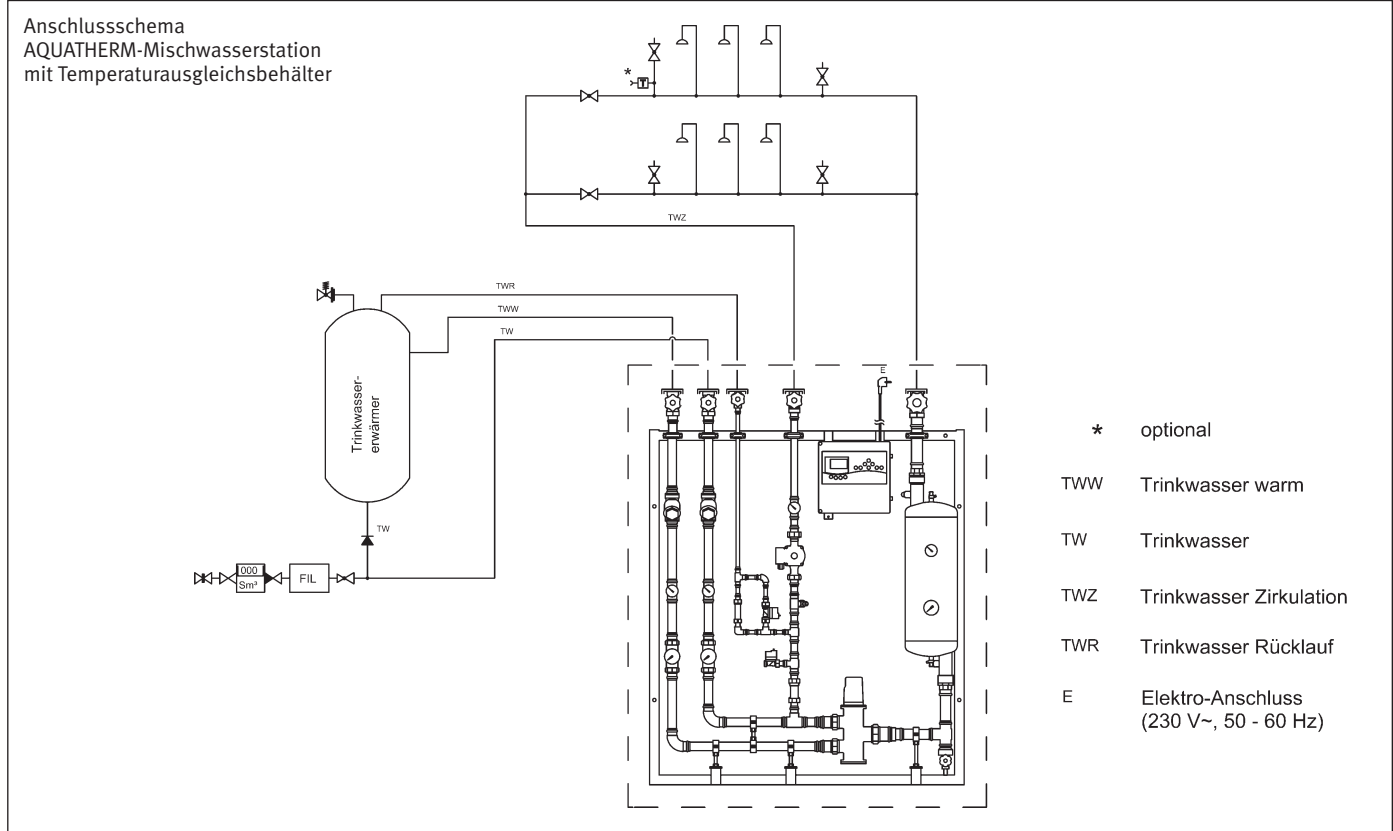 Anschlussschema
AQUATHERM-Mischwasserstation
mit Temperaturausgleichsbehälter
*
T
TWZ
TWR
TWW
TW
Trinkwasser-
erwärmer
TW
000
Sm³
FIL
E
* optional
TWW Trinkwasser warm
TW Trinkwasser
TWZ Trinkwasser Zirkulation
TWR Trinkwasser Rücklauf
E Elektro-Anschluss
(230 V~, 50 - 60 Hz)